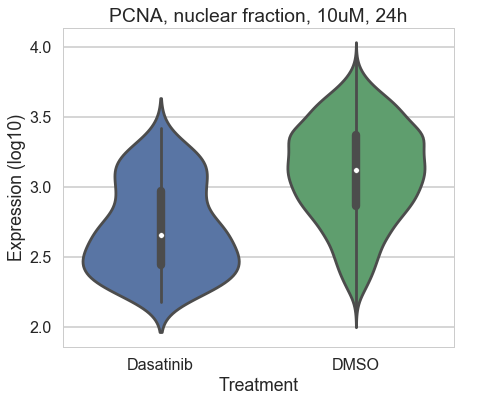 PCNA, nuclear fraction, 10uM, 24h
4.0
3.5
3.0
2.5
2.0
Expression (log10)
Dasatinib DMSO
Treatment